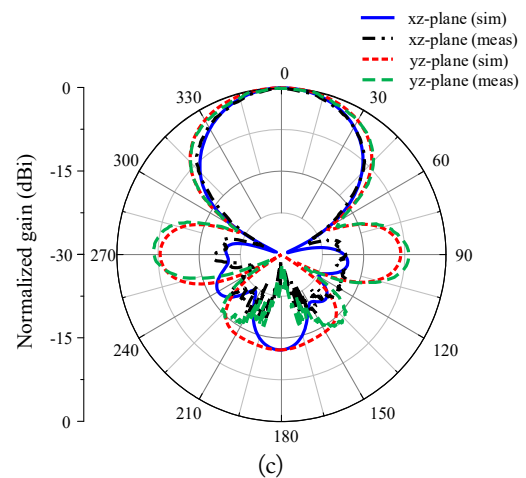 xz-plane (sim)
xz-plane (meas)
yz-plane (sim)
yz-plane (meas)
Normalized gain (dBi)
0
-15
-30
-15
0
0
30
60
90
120
150
180
210
240
270
300
330
(c)